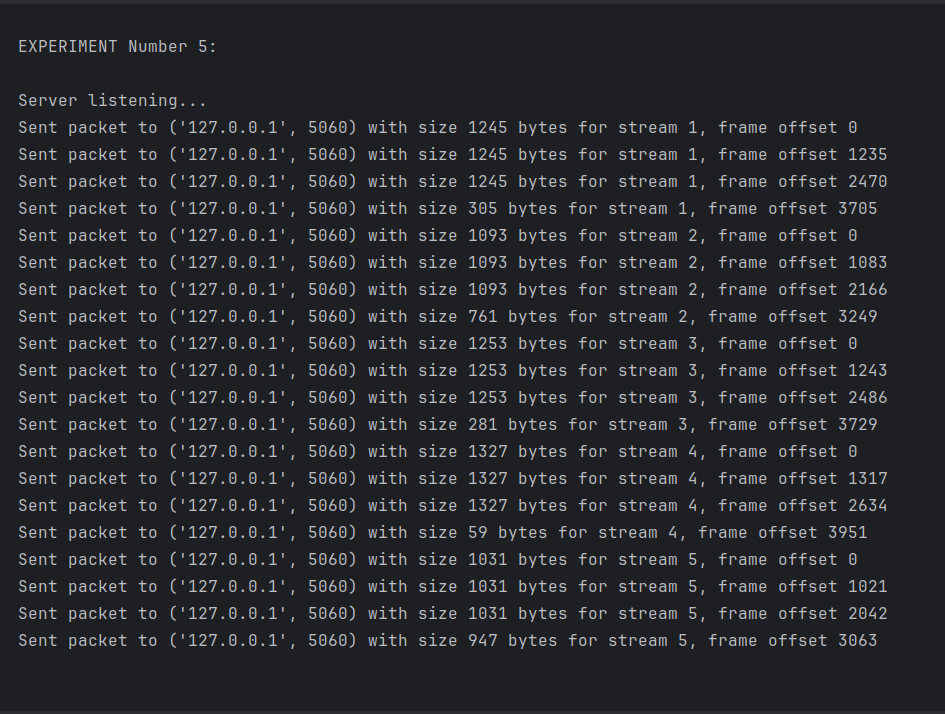 EXPERIMENT Number 5:
Server listening...
Sent packet to ('127.0.0.1', 5060) with size 1245 bytes for stream 1, frame offset 0
Sent packet to ('127.0.0.1', 5060) with size 1245 bytes for stream 1, frame offset 1235
Sent packet to ('127.0.0.1', 5060) with size 1245 bytes for stream 1, frame offset 2470
Sent packet to ('127.0.0.1', 5060) with size 305 bytes for stream 1, frame offset 3705
Sent packet to ('127.0.0.1', 5060) with size 1093 bytes for stream 2, frame offset 0
Sent packet to ('127.0.0.1', 5060) with size 1093 bytes for stream 2, frame offset 1083
Sent packet to ('127.0.0.1', 5060) with size 1093 bytes for stream 2, frame offset 2166
Sent packet to ('127.0.0.1', 5060) with size 761 bytes for stream 2, frame offset 3249
Sent packet to ('127.0.0.1', 5060) with size 1253 bytes for stream 3, frame offset 0
Sent packet to ('127.0.0.1', 5060) with size 1253 bytes for stream 3, frame offset 1243
Sent packet to ('127.0.0.1', 5060) with size 1253 bytes for stream 3, frame offset 2486
Sent packet to ('127.0.0.1', 5060) with size 281 bytes for stream 3, frame offset 3729
Sent packet to ('127.0.0.1', 5060) with size 1327 bytes for stream 4, frame offset 0
Sent packet to ('127.0.0.1', 5060) with size 1327 bytes for stream 4, frame offset 1317
Sent packet to ('127.0.0.1', 5060) with size 1327 bytes for stream 4, frame offset 2634
Sent packet to ('127.0.0.1', 5060) with size 59 bytes for stream 4, frame offset 3951
Sent packet to ('127.0.0.1', 5060) with size 1031 bytes for stream 5, frame offset 0
Sent packet to ('127.0.0.1', 5060) with size 1031 bytes for stream 5, frame offset 1021
Sent packet to ('127.0.0.1', 5060) with size 1031 bytes for stream 5, frame offset 2042
Sent packet to ('127.0.0.1', 5060) with size 947 bytes for stream 5, frame offset 3063